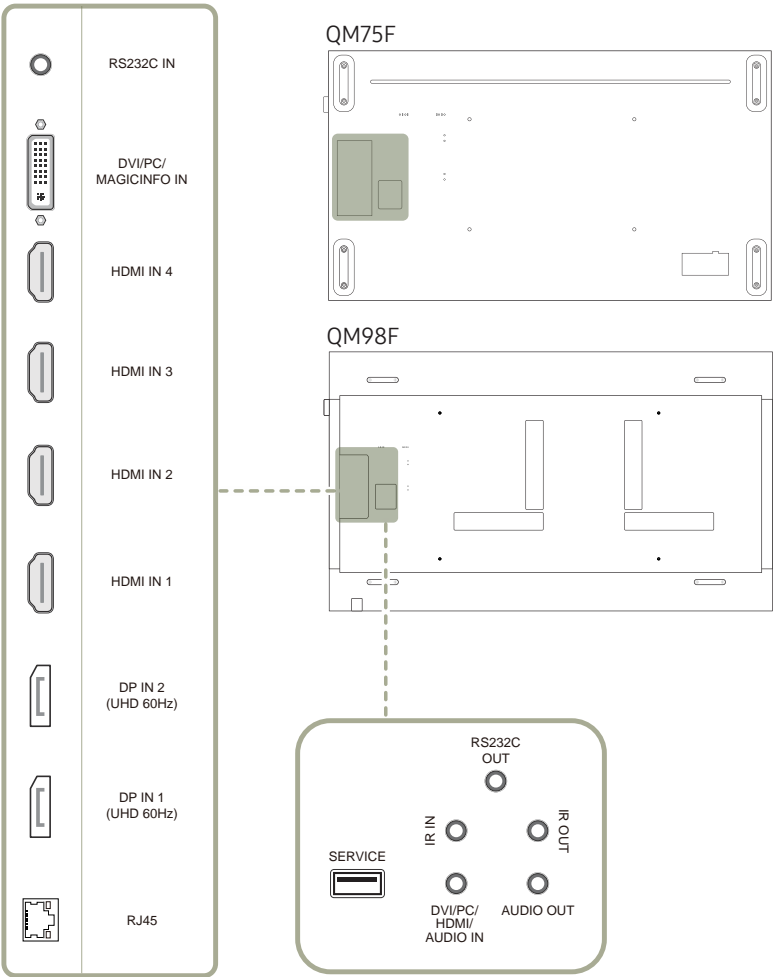 RS232C IN
DVI/PC/
MAGICINFO IN
HDMI IN 4
HDMI IN 3
HDMI IN 2
HDMI IN 1
DP IN 2
(UHD 60Hz)
DP IN 1
(UHD 60Hz)
RJ45
QM75F
QM98F
RS232C
OUT
IR IN
IR OUT
SERVICE
DVI/PC/
HDMI/
AUDIO IN
AUDIO OUT